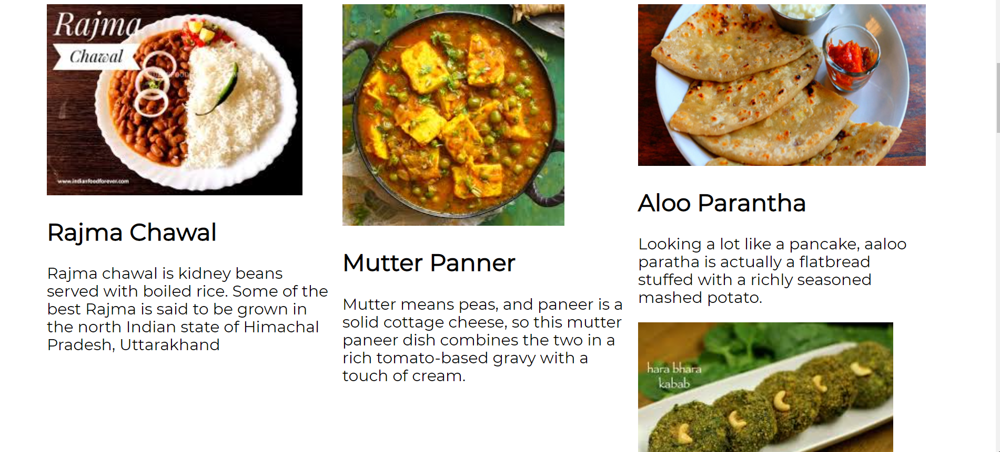 Rajma
Chawal
www.indianfoodforever.com
Rajma Chawal
Rajma chawal is kidney beans
served with boiled rice. Some of the
best Rajma is said to be grown in
the north Indian state of Himachal
Pradesh, Uttarakhand
Mutter Panner
Mutter means peas, and paneer is a
solid cottage cheese, so this mutter
paneer dish combines the two in a
rich tomato-based gravy with a
touch of cream.
Aloo Parantha
Looking a lot like a pancake, aaloo
paratha is actually a flatbread
stuffed with a richly seasoned
mashed potato.
hara bhara
kabab